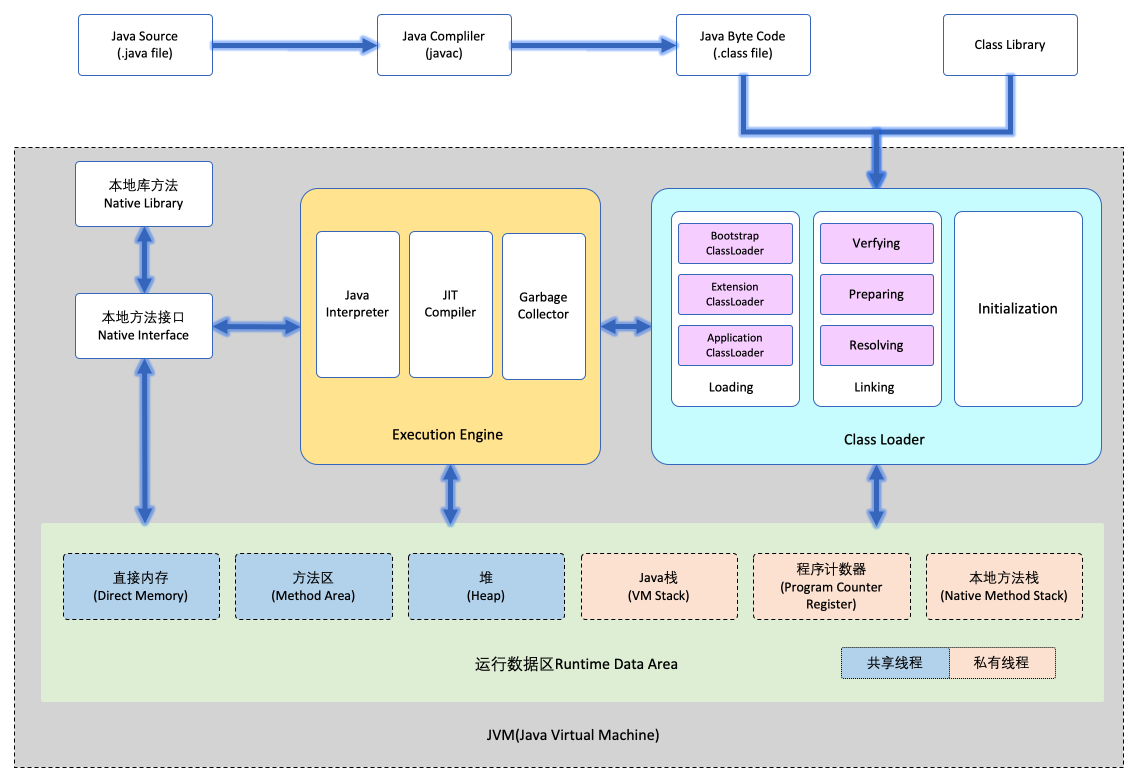 Java Source
(.java file)
Java Compliler
(javac)
Java Byte Code
(.class file)
Class Library
本地库方法
Native Library
本地方法接口
Native Interface
Java
Interpreter
JIT
Compiler
Garbage
Collector
Execution Engine
Bootstrap
ClassLoader
Extension
ClassLoader
Application
ClassLoader
Loading
Verfying
Preparing
Resolving
Linking
Initialization
Class Loader
直接内存
(Direct Memory)
方法区
(Method Area)
堆
(Heap)
Java栈
(VM Stack)
程序计数器
(Program Counter
Register)
本地方法栈
(Native Method Stack)
运行数据区Runtime Data Area
共享线程
私有线程
JVM(Java Virtual Machine)